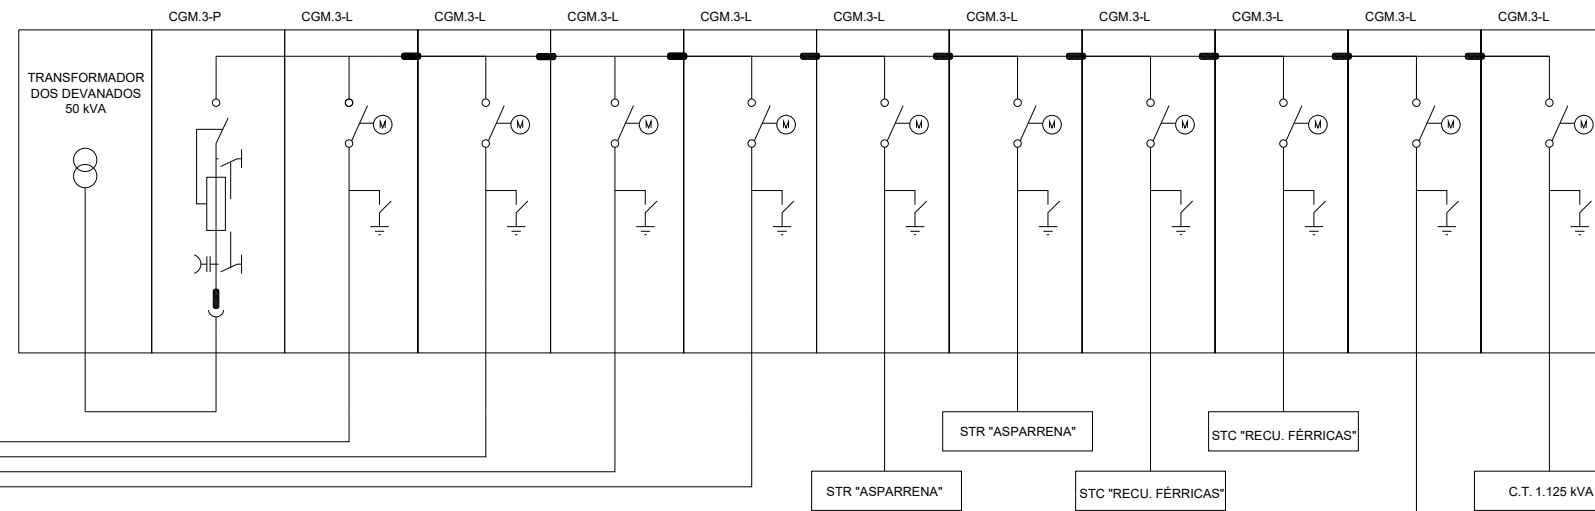 CGM.3-P
CGM.3-L
CGM.3-L
CGM.3-L
CGM.3-L
CGM.3-L
CGM.3-L
CGM.3-L
CGM.3-L
CGM.3-L
CGM.3-L
TRANSFORMADOR
DOS DEVANADOS
50 kVA
M
M
M
M
M
M
M
M
M
M
STR "ASPARRENA"
STC "RECU. FÉRRICAS"
STR "ASPARRENA"
STC "RECU. FÉRRICAS"
C.T. 1.125 kVA